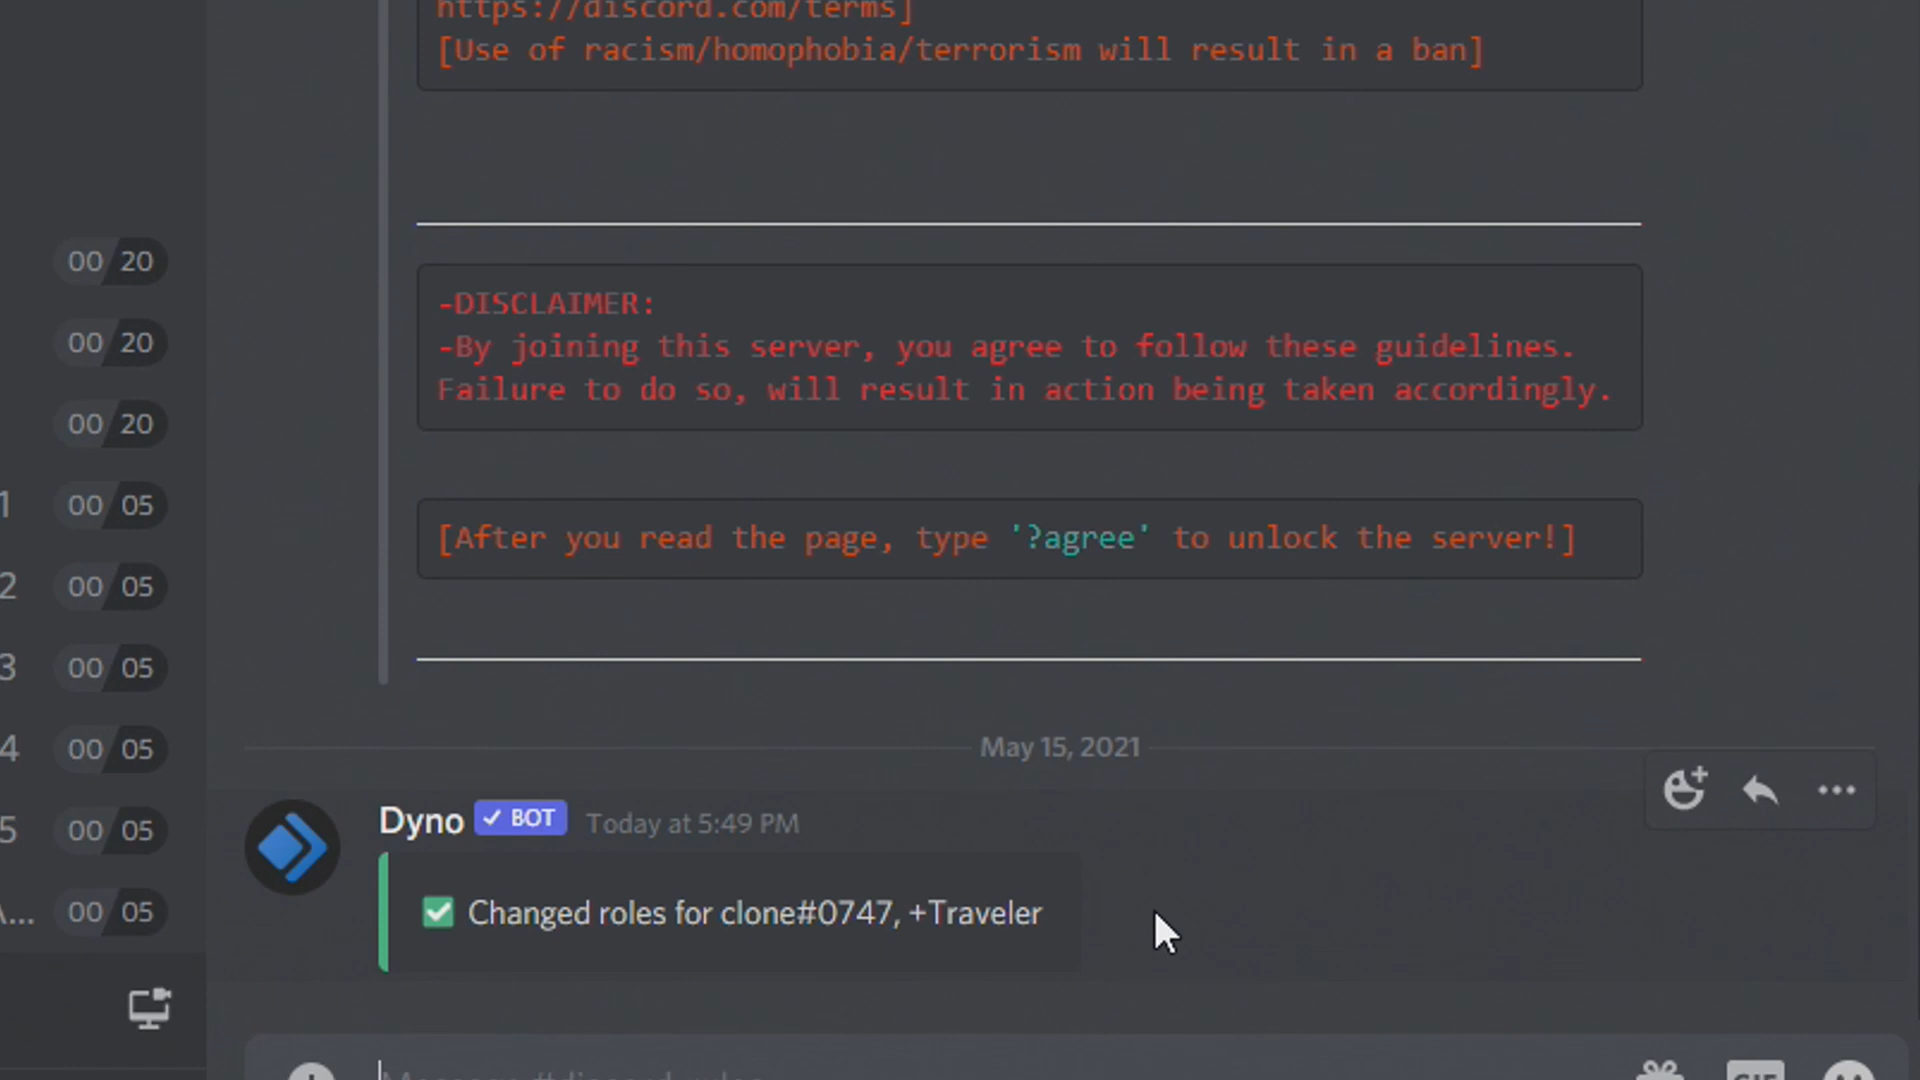 https://discord.com/terms]
[Use of racism/homophobia/terrorism will result in a ban]
00 20
00 20
00 20
-DISCLAIMER:
-By joining this server, you agree to follow these guidelines.
Failure to do so, will result in action being taken accordingly.
1 00 05
2 00 05
3 00 05
4 00 05
5 00 05
... 00 05
[After you read the page, type '?agree' to unlock the server!]
May 15, 2021
Dyno BOT Today at 5:49 PM
Changed roles for clone#0747, +Traveler
GIF